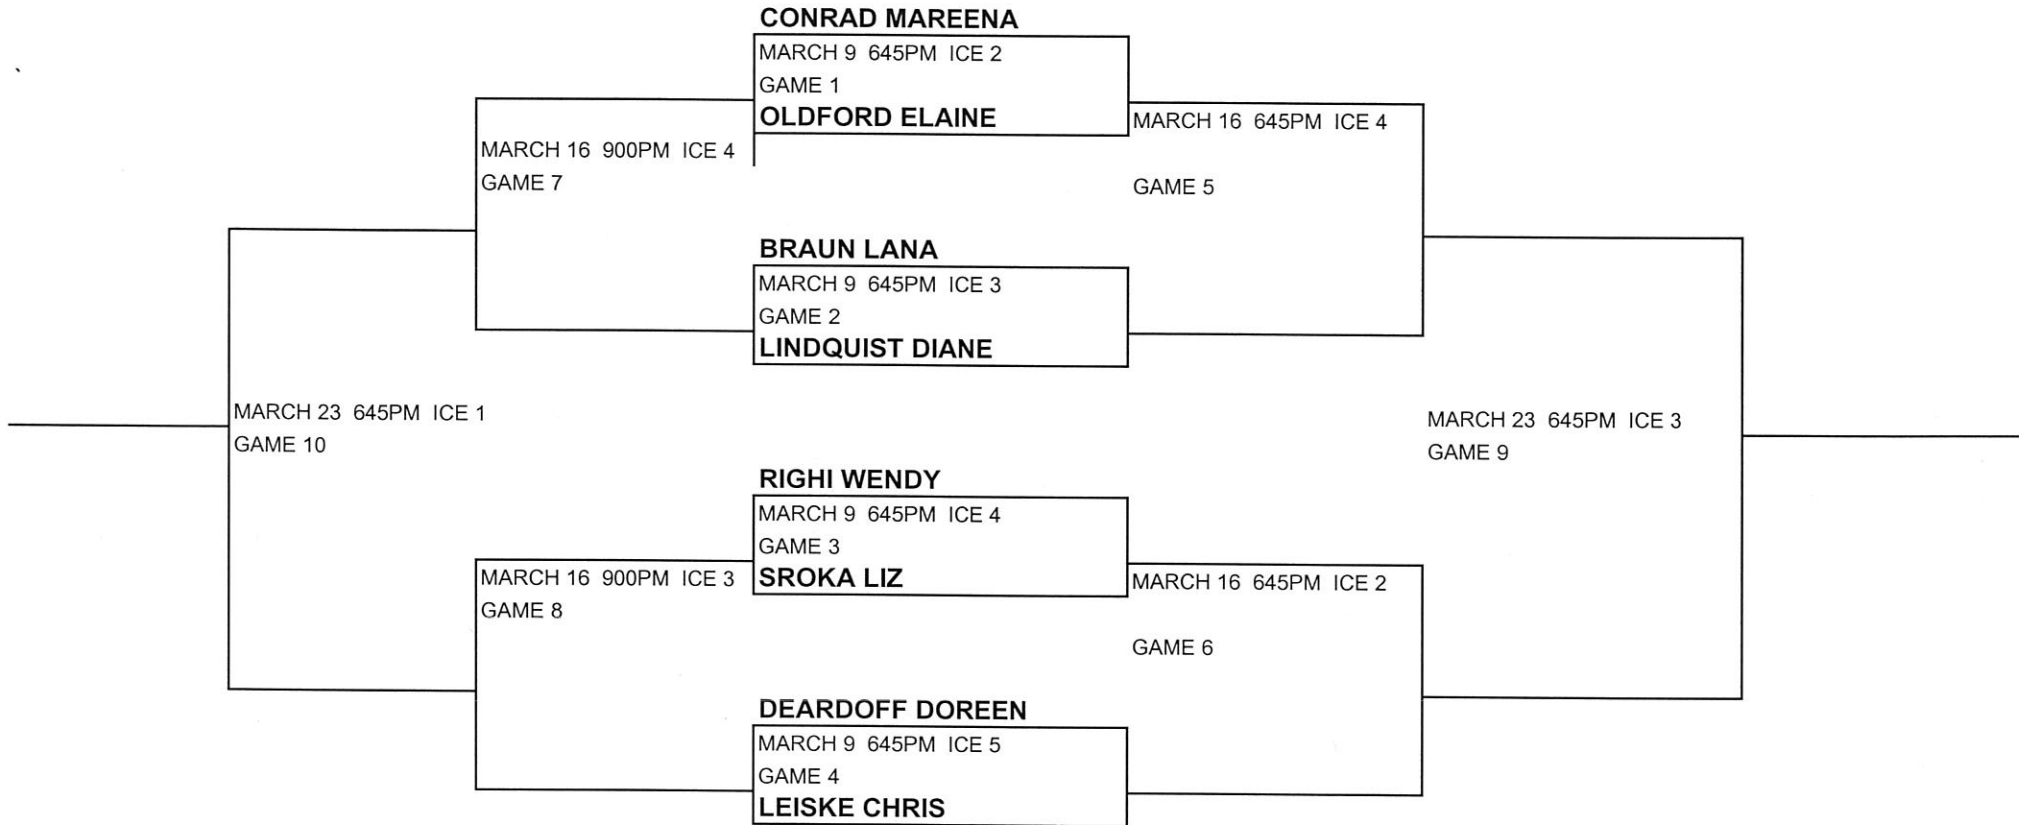 CONRAD MAREENA
MARCH 9 645PM ICE 2
GAME 1
OLDFORD ELAINE
MARCH 16 645PM ICE 4
GAME 5
MARCH 16 900PM ICE 4
GAME 7
BRAUN LANA
MARCH 9 645PM ICE 3
GAME 2
LINDQUIST DIANE
MARCH 23 645PM ICE 1
GAME 10
MARCH 23 645PM ICE 3
GAME 9
RIGHI WENDY
MARCH 9 645PM ICE 4
GAME 3
SROKA LIZ
MARCH 16 900PM ICE 3
GAME 8
MARCH 16 645PM ICE 2
GAME 6
DEARDOFF DOREEN
MARCH 9 645PM ICE 5
GAME 4
LEISKE CHRIS